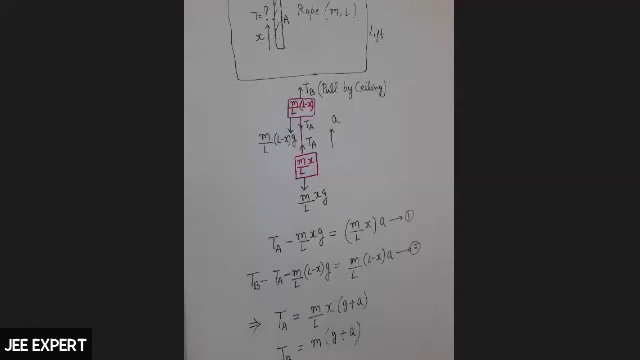 T=? A Rope (m, L)
x
lift
T_B (Pull by Ceiling)
m/L (L-x)
T_A
a
m/L (L-x)g
T_A
m/L x
m/L xg
T_A - m/L xg = (m/L x) a → ①
T_B - T_A - m/L (L-x)g = m/L (L-x)a → ②
⇒ T_A = m/L x (g+a)
T_B = m (g+a)
JEE EXPERT